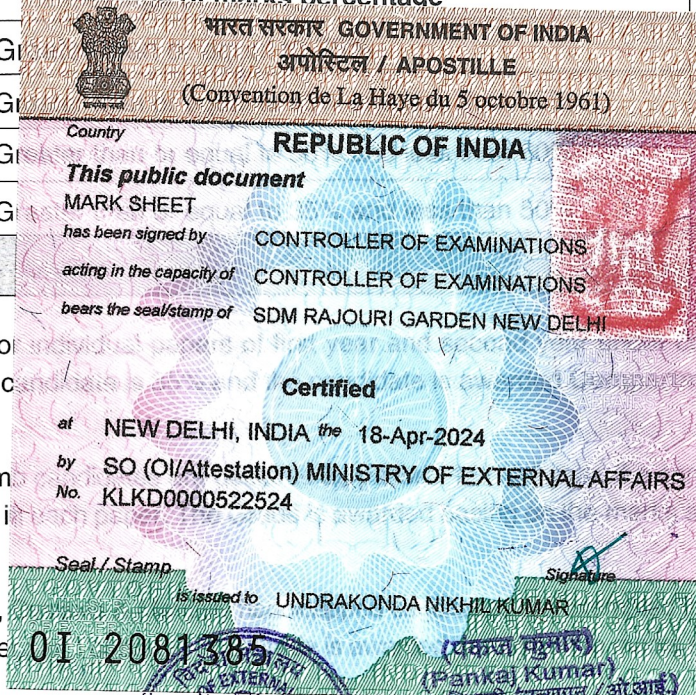 भारत सरकार GOVERNMENT OF INDIA
अपोस्टिल / APOSTILLE
(Convention de La Haye du 5 octobre 1961)
Country
REPUBLIC OF INDIA
This public document
MARK SHEET
has been signed by CONTROLLER OF EXAMINATIONS
acting in the capacity of CONTROLLER OF EXAMINATIONS
bears the seal/stamp of SDM RAJOURI GARDEN NEW DELHI
Certified
at NEW DELHI, INDIA the 18-Apr-2024
by SO (OI/Attestation) MINISTRY OF EXTERNAL AFFAIRS
No. KLKD0000522524
Seal / Stamp
Signature
is issued to UNDRAKONDA NIKHIL KUMAR
OI 2081385
(पंकज कुमार)
(Pankaj Kumar)
OF EXTERNAL